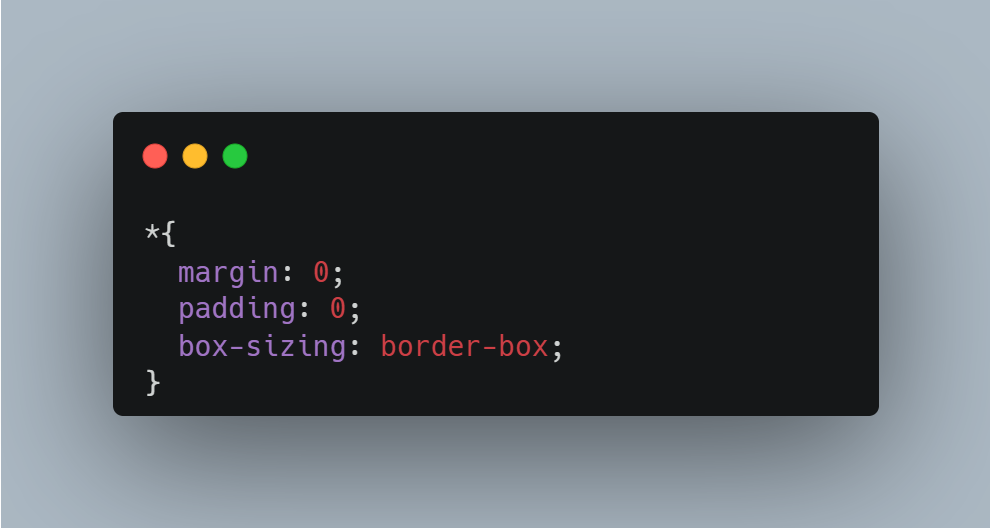 *{
  margin: 0;
  padding: 0;
  box-sizing: border-box;
}